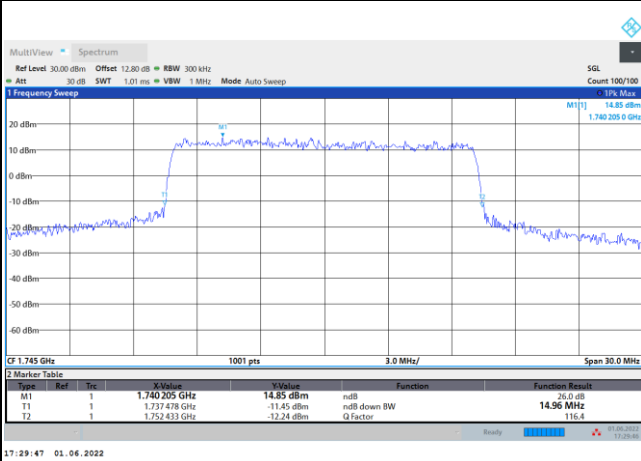 MultiView Spectrum
Ref Level 30.00 dBm Offset 12.80 dB RBW 300 kHz SGL
Att 30 dB SWT 1.01 ms VBW 1 MHz Mode Auto Sweep Count 100/100
1 Frequency Sweep 1Pk Max
M1[1] 14.85 dBm
1.740 205 0 GHz
20 dBm
M1
10 dBm
0 dBm
T1
T2
-10 dBm
-20 dBm
-30 dBm
-40 dBm
-50 dBm
-60 dBm
CF 1.745 GHz 1001 pts 3.0 MHz/ Span 30.0 MHz
2 Marker Table
Type Ref Trc X-Value Y-Value Function Function Result
M1 1 1.740 205 GHz 14.85 dBm ndB 26.0 dB
T1 1 1.737 478 GHz -11.45 dBm ndB down BW 14.96 MHz
T2 1 1.752 433 GHz -12.24 dBm Q Factor 116.4
Ready 01.06.2022
17:29:46
17:29:47 01.06.2022